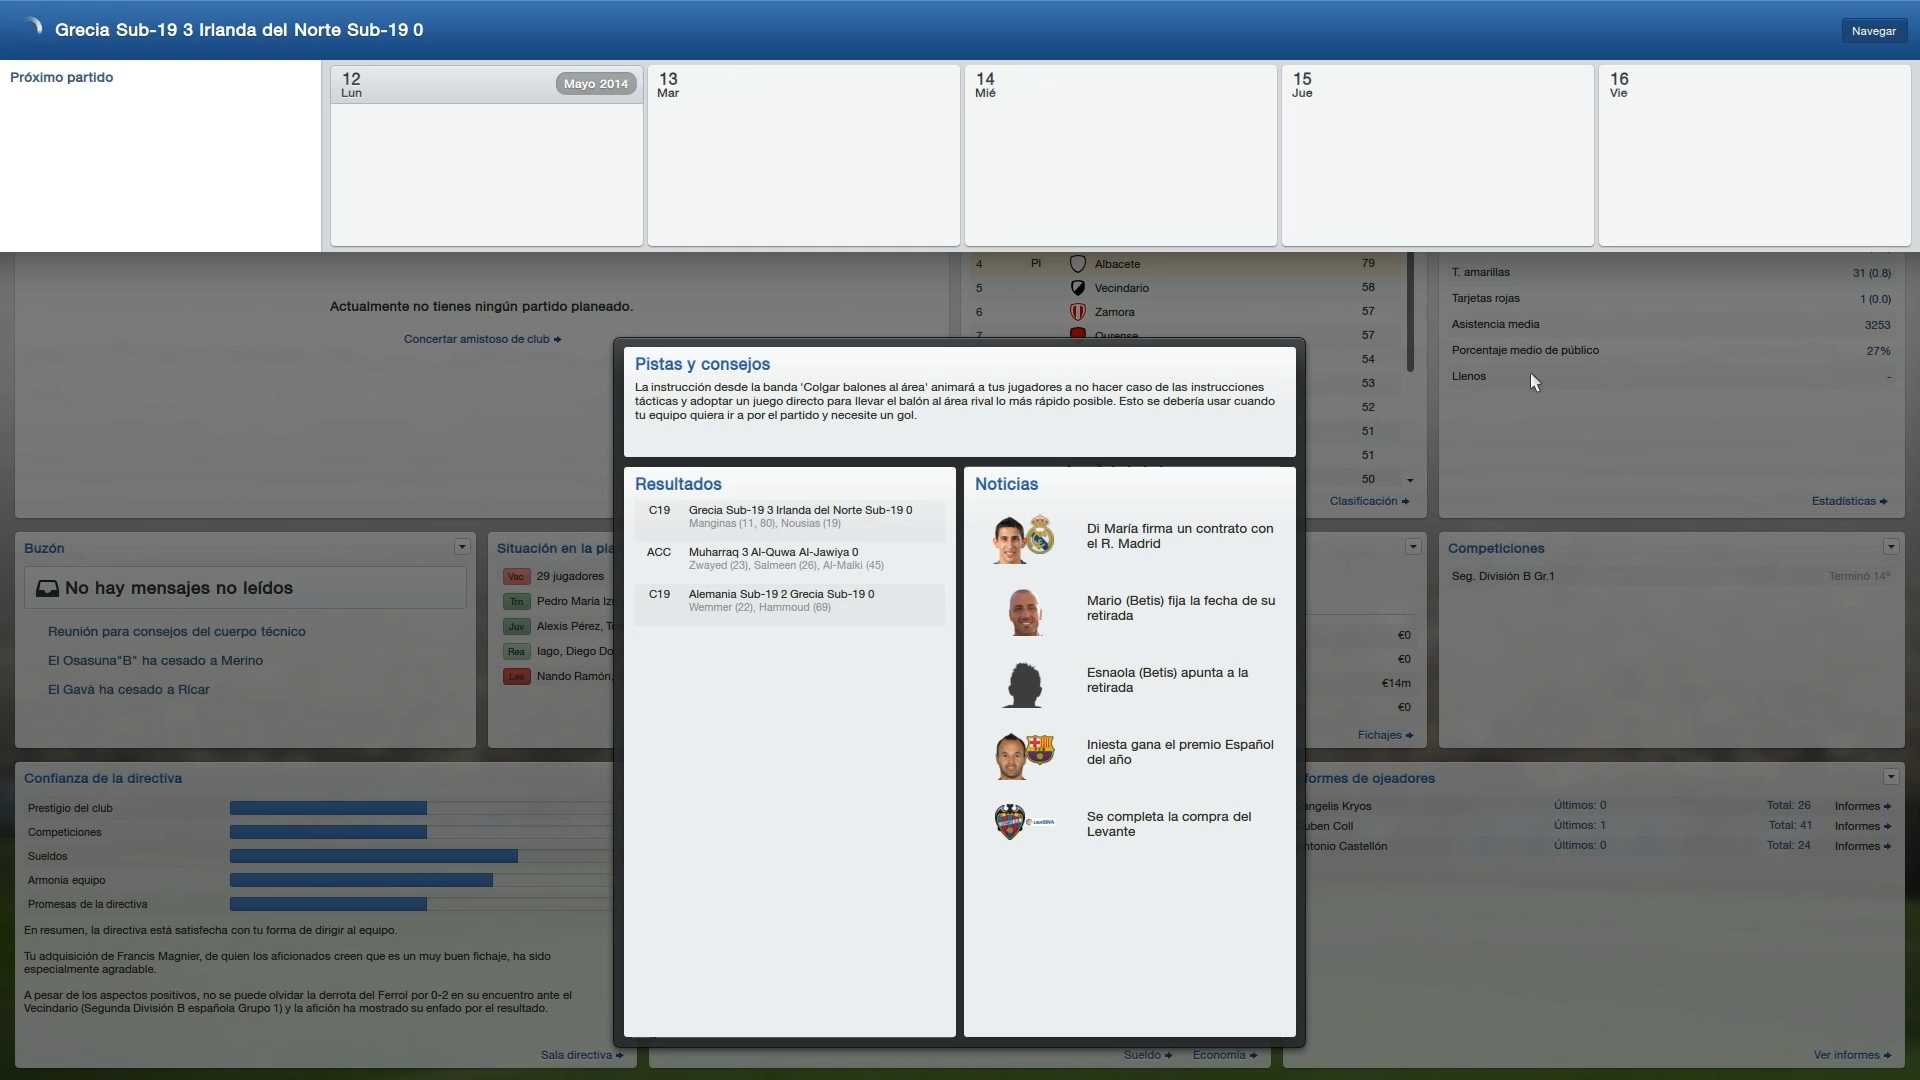 Grecia Sub-19 3 Irlanda del Norte Sub-19 0
Navegar
Próximo partido
12
Lun
Mayo 2014
13
Mar
14
Mié
15
Jue
16
Vie
Actualmente no tienes ningún partido planeado.
Concertar amistoso de club
4 PI Albacete 79
5 Vecindario 58
6 Zamora 57
7 Ourense 57
54
53
52
51
51
50
Clasificación
T. amarillas 31 (0.8)
Tarjetas rojas 1 (0.0)
Asistencia media 3253
Porcentaje medio de público 27%
Llenos -
Estadísticas
Pistas y consejos
La instrucción desde la banda 'Colgar balones al área' animará a tus jugadores a no hacer caso de las instrucciones
tácticas y adoptar un juego directo para llevar el balón al área rival lo más rápido posible. Esto se debería usar cuando
tu equipo quiera ir a por el partido y necesite un gol.
Resultados
C19 Grecia Sub-19 3 Irlanda del Norte Sub-19 0
Manginas (11, 80), Nousias (19)
ACC Muharraq 3 Al-Quwa Al-Jawiya 0
Zwayed (23), Salmeen (26), Al-Malki (45)
C19 Alemania Sub-19 2 Grecia Sub-19 0
Wemmer (22), Hammoud (69)
Noticias
Di María firma un contrato con
el R. Madrid
Mario (Betis) fija la fecha de su
retirada
Esnaola (Betis) apunta a la
retirada
Iniesta gana el premio Español
del año
Se completa la compra del
Levante
Buzón
No hay mensajes no leídos
Reunión para consejos del cuerpo técnico
El Osasuna"B" ha cesado a Merino
El Gavà ha cesado a Rícar
Situación en la
Vac 29 jugadores
Trn Pedro María
Juv Alexis Pérez,
Rea Iago, Diego
Les Nando Ramón,
€0
€0
€14m
€0
Fichajes
Competiciones
Seg. División B Gr.1 Terminó 14º
Confianza de la directiva
Prestigio del club
Competiciones
Sueldos
Armonía equipo
Promesas de la directiva
En resumen, la directiva está satisfecha con tu forma de dirigir al equipo.
Tu adquisición de Francis Magnier, de quien los aficionados creen que es un muy buen fichaje, ha sido
especialmente agradable.
A pesar de los aspectos positivos, no se puede olvidar la derrota del Ferrol por 0-2 en su encuentro ante el
Vecindario (Segunda División B española Grupo 1) y la afición ha mostrado su enfado por el resultado.
Sala directiva
Sueldo Economía
formes de ojeadores
angelis Kryos Últimos: 0 Total: 26 Informes
uben Coll Últimos: 1 Total: 41 Informes
ntonio Castellón Últimos: 0 Total: 24 Informes
Ver informes